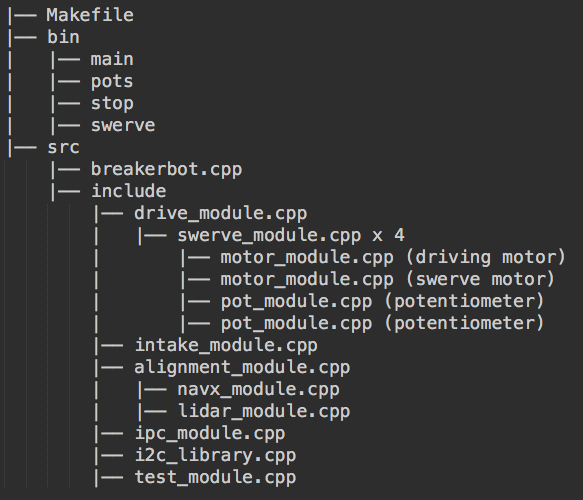 |── Makefile
|── bin
|   |── main
|   |── pots
|   |── stop
|   |── swerve
|── src
    |── breakerbot.cpp
    |── include
        |── drive_module.cpp
        |   |── swerve_module.cpp x 4
        |       |── motor_module.cpp (driving motor)
        |       |── motor_module.cpp (swerve motor)
        |       |── pot_module.cpp (potentiometer)
        |       |── pot_module.cpp (potentiometer)
        |── intake_module.cpp
        |── alignment_module.cpp
        |   |── navx_module.cpp
        |   |── lidar_module.cpp
        |── ipc_module.cpp
        |── i2c_library.cpp
        |── test_module.cpp